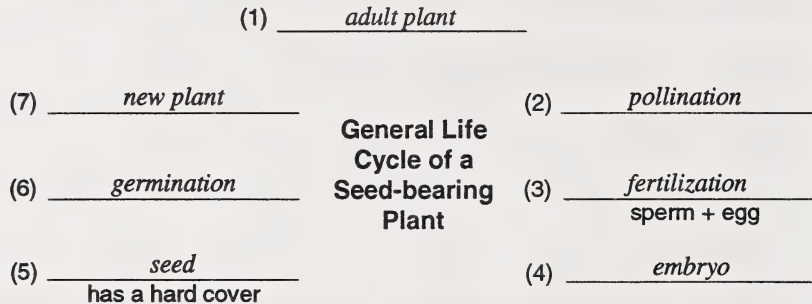 (1) adult plant
(7) new plant
(2) pollination
General Life
Cycle of a
Seed-bearing
Plant
(6) germination
(3) fertilization
sperm + egg
(5) seed
has a hard cover
(4) embryo